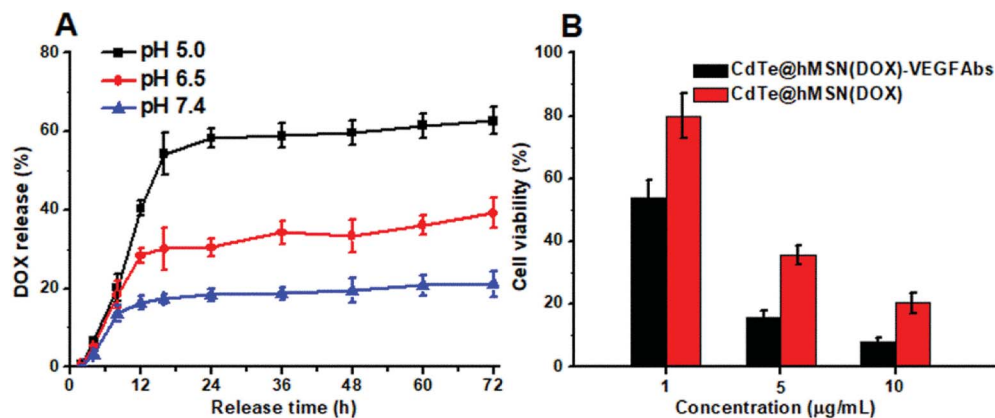 A
pH 5.0
pH 6.5
pH 7.4
80
60
40
20
0
DOX release (%)
0 12 24 36 48 60 72
Release time (h)
B
CdTe@hMSN(DOX)-VEGFAbs
CdTe@hMSN(DOX)
100
80
60
40
20
0
Cell viability (%)
1 5 10
Concentration (µg/mL)